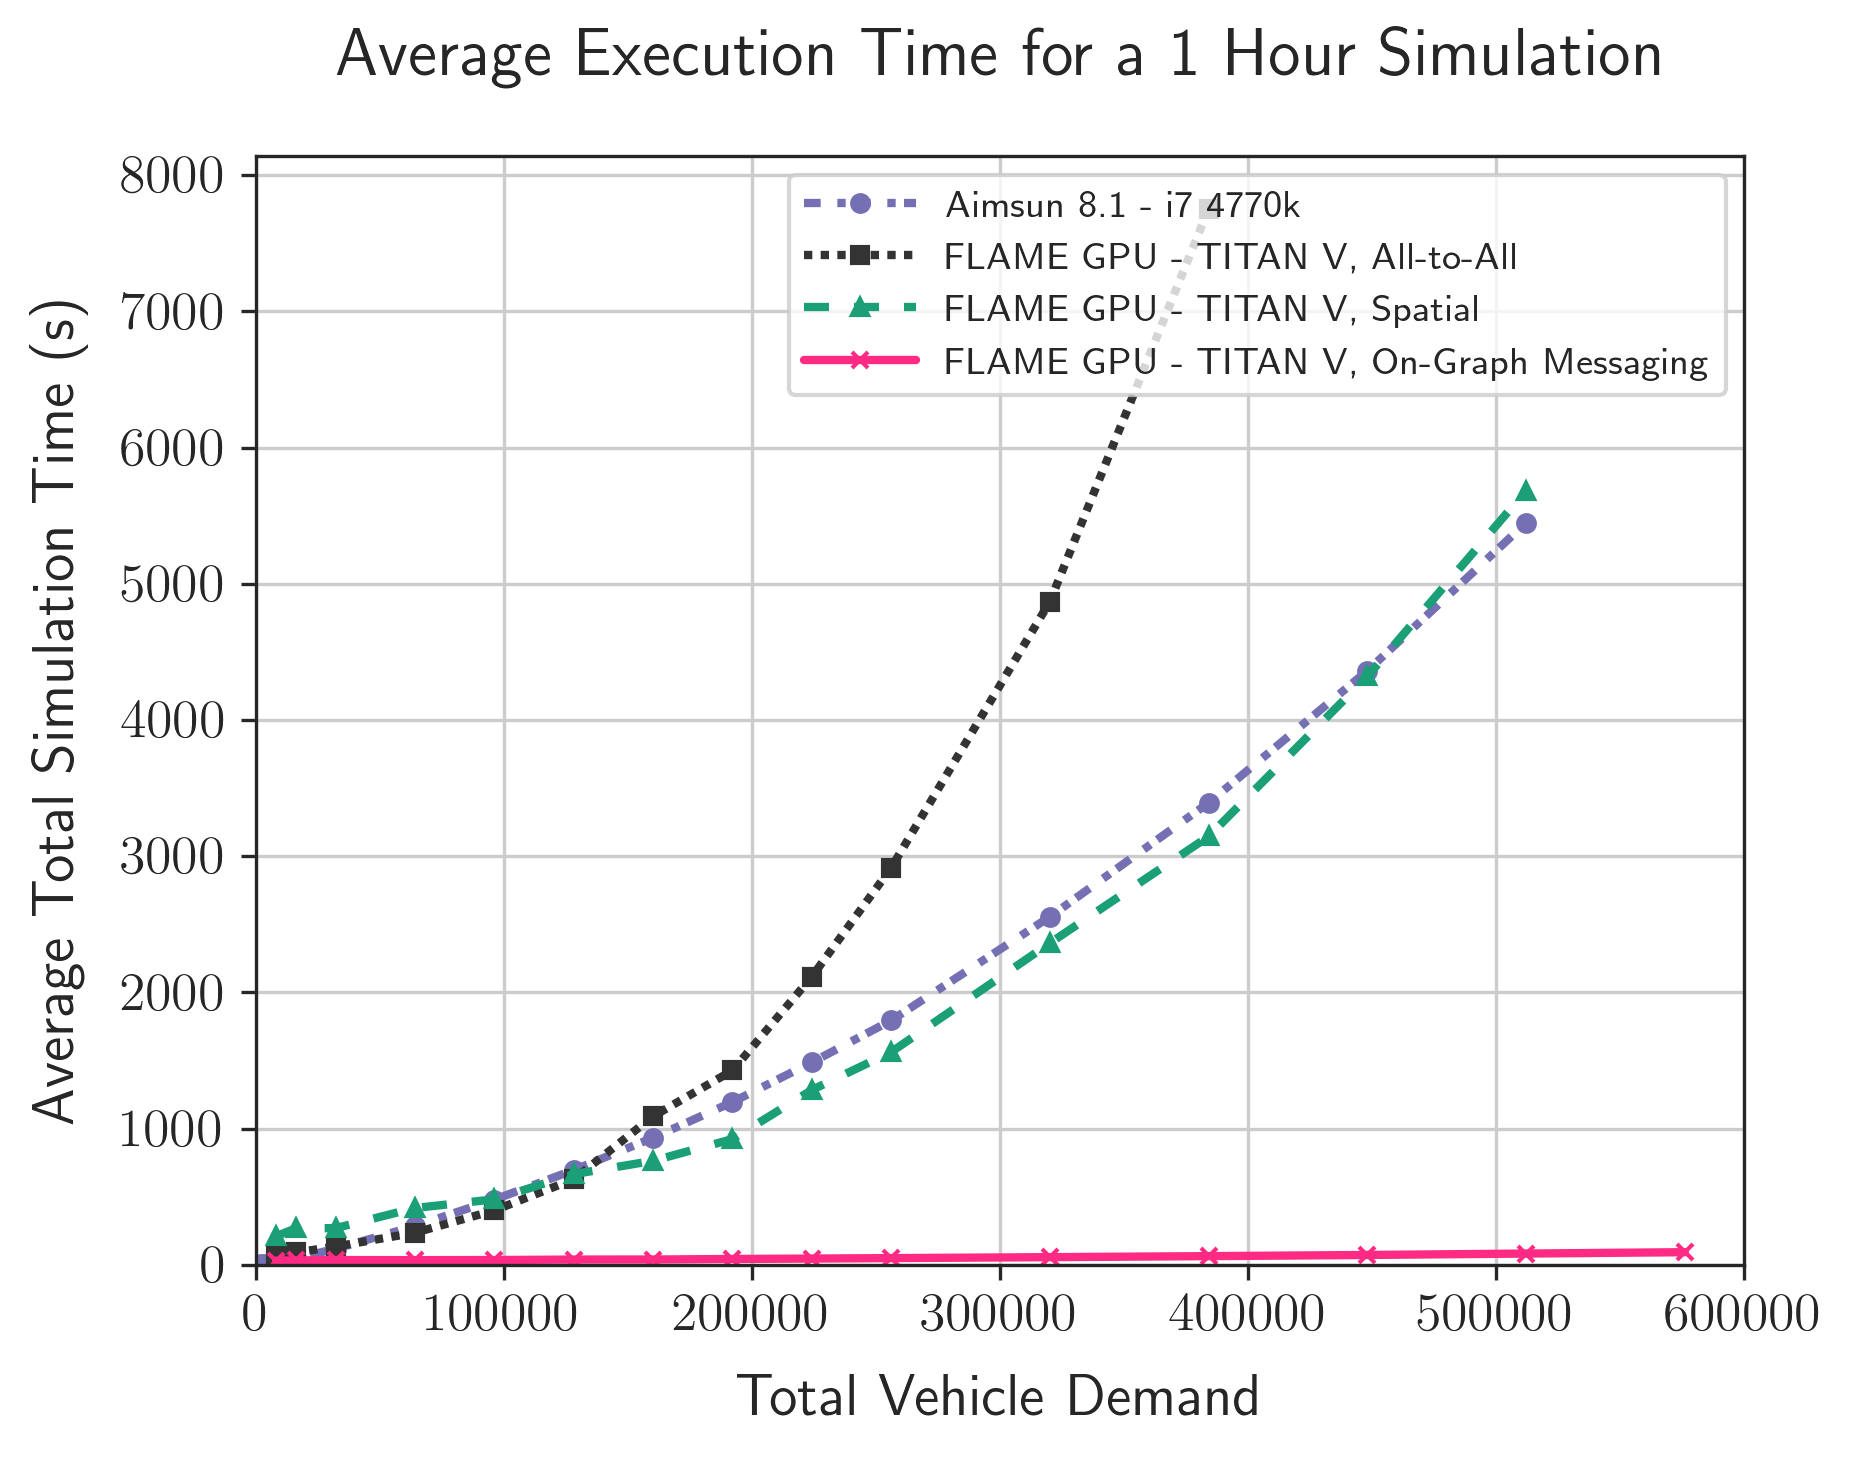 Average Execution Time for a 1 Hour Simulation
8000
7000
6000
5000
4000
3000
2000
1000
0
Average Total Simulation Time (s)
Aimsun 8.1 - i7 4770k
FLAME GPU - TITAN V, All-to-All
FLAME GPU - TITAN V, Spatial
FLAME GPU - TITAN V, On-Graph Messaging
0 100000 200000 300000 400000 500000 600000
Total Vehicle Demand